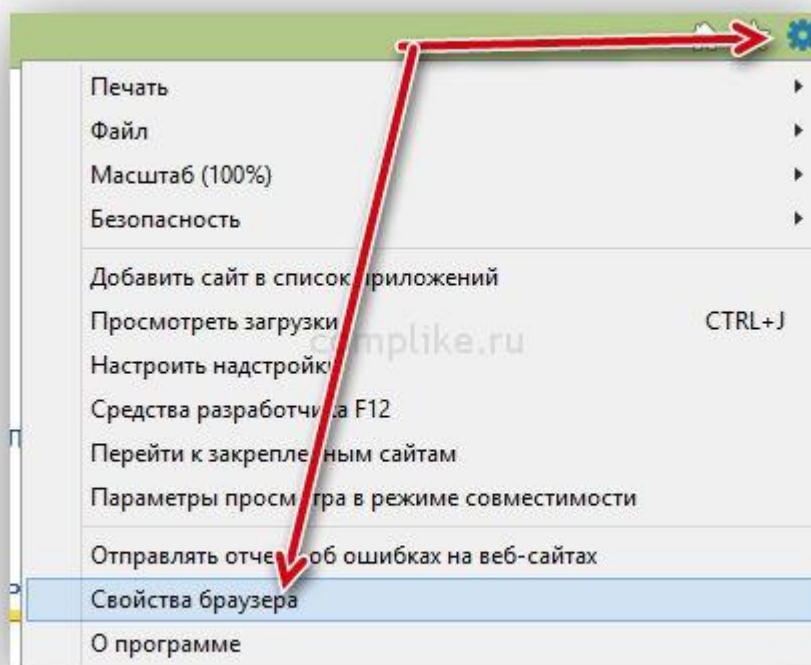 Печать
Файл
Масштаб (100%)
Безопасность
Добавить сайт в список приложений
Просмотреть загрузки CTRL+J
complike.ru
Настроить надстройки
Средства разработчика F12
Перейти к закрепленным сайтам
Параметры просмотра в режиме совместимости
Отправлять отчеты об ошибках на веб-сайтах
Свойства браузера
О программе